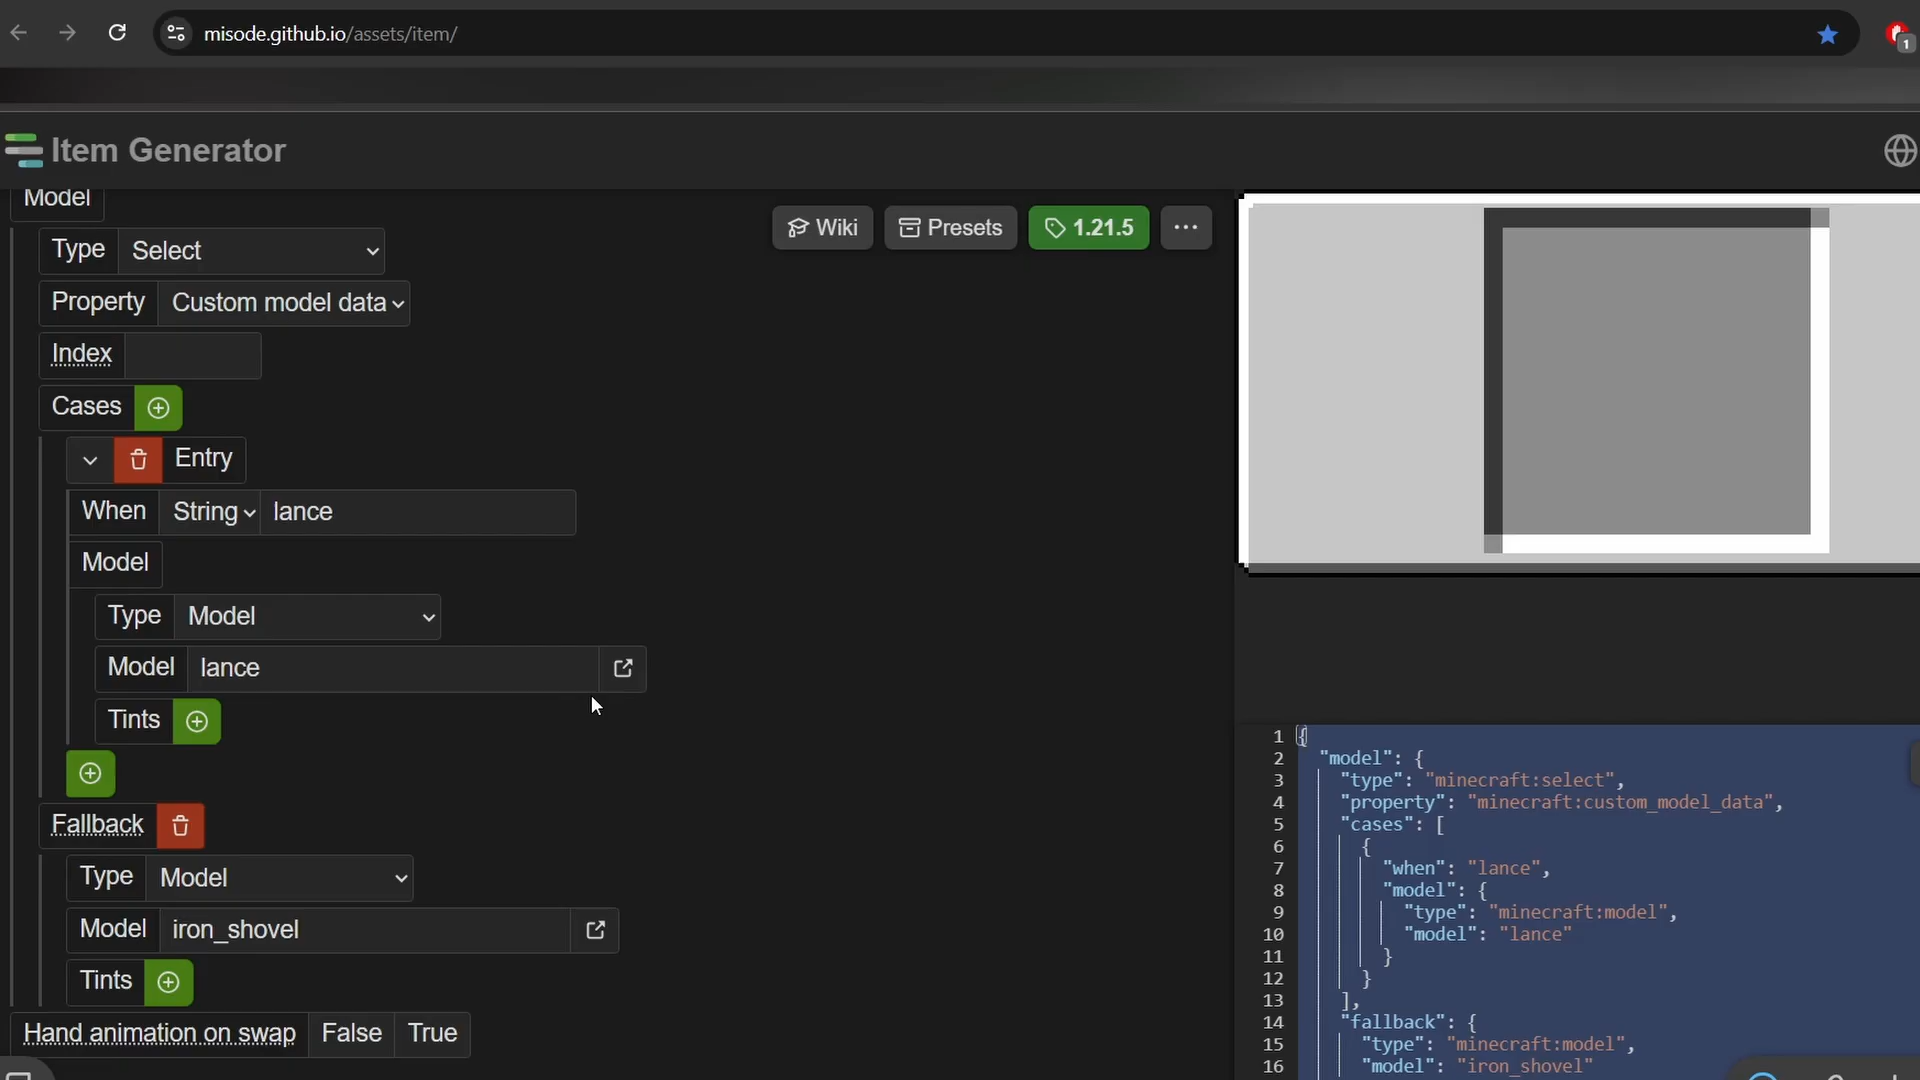 misode.github.io/assets/item/
1
Item Generator
Model
Wiki
Presets
1.21.5
Type Select
Property Custom model data
Index
Cases
Entry
When String lance
Model
Type Model
Model lance
Tints
Fallback
Type Model
Model iron_shovel
Tints
Hand animation on swap False True
1 {
2 "model": {
3 "type": "minecraft:select",
4 "property": "minecraft:custom_model_data",
5 "cases": [
6 {
7 "when": "lance",
8 "model": {
9 "type": "minecraft:model",
10 "model": "lance"
11 }
12 }
13 ],
14 "fallback": {
15 "type": "minecraft:model",
16 "model": "iron_shovel"